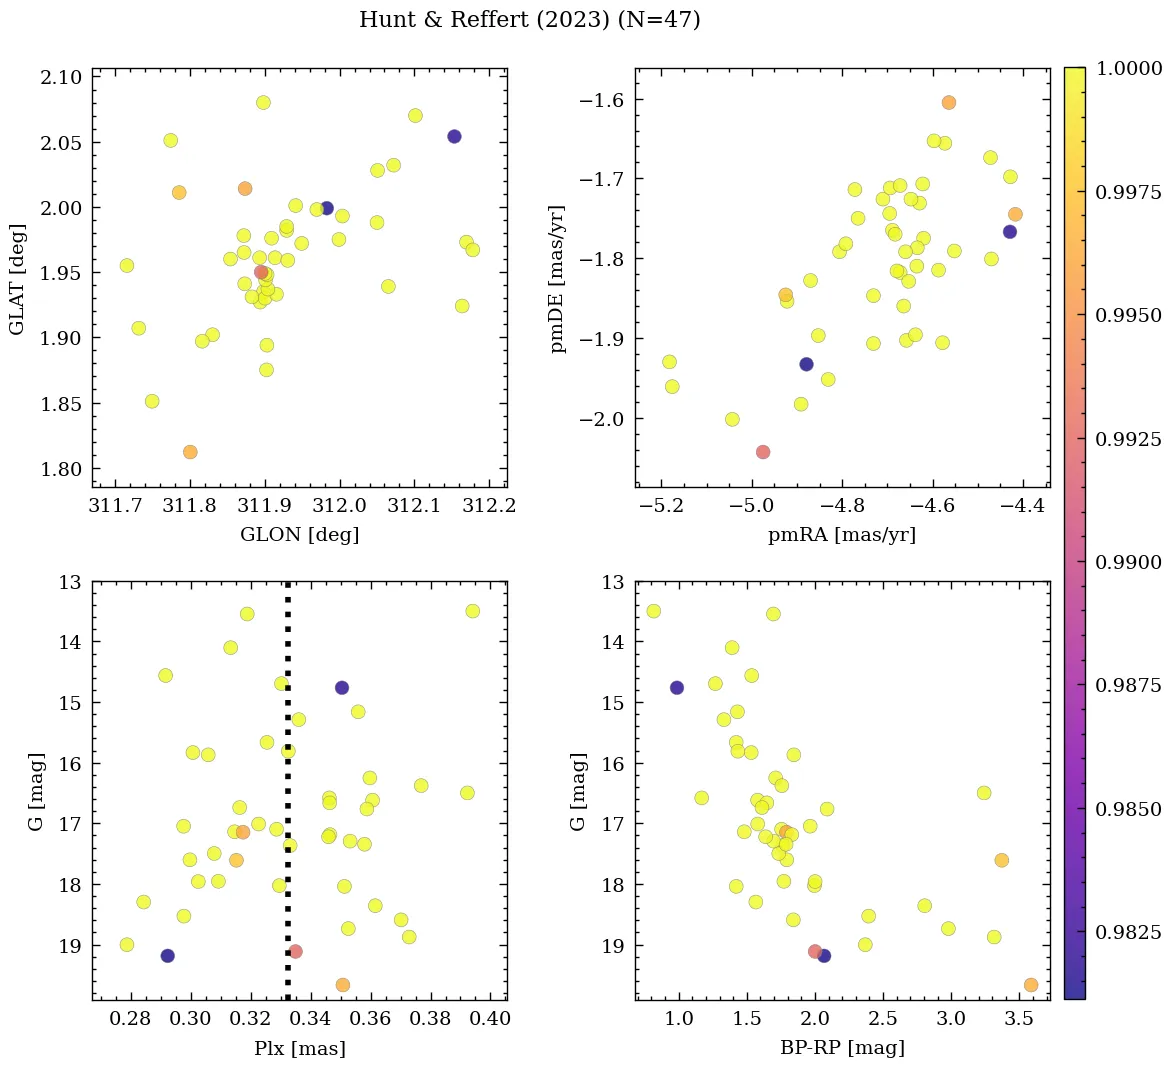 Hunt & Reffert (2023) (N=47)
2.10
2.05
2.00
1.95
1.90
1.85
1.80
GLAT [deg]
311.7 311.8 311.9 312.0 312.1 312.2
GLON [deg]
−1.6
−1.7
−1.8
−1.9
−2.0
pmDE [mas/yr]
−5.2 −5.0 −4.8 −4.6 −4.4
pmRA [mas/yr]
13
14
15
16
17
18
19
G [mag]
0.28 0.30 0.32 0.34 0.36 0.38 0.40
Plx [mas]
13
14
15
16
17
18
19
G [mag]
1.0 1.5 2.0 2.5 3.0 3.5
BP-RP [mag]
1.0000
0.9975
0.9950
0.9925
0.9900
0.9875
0.9850
0.9825